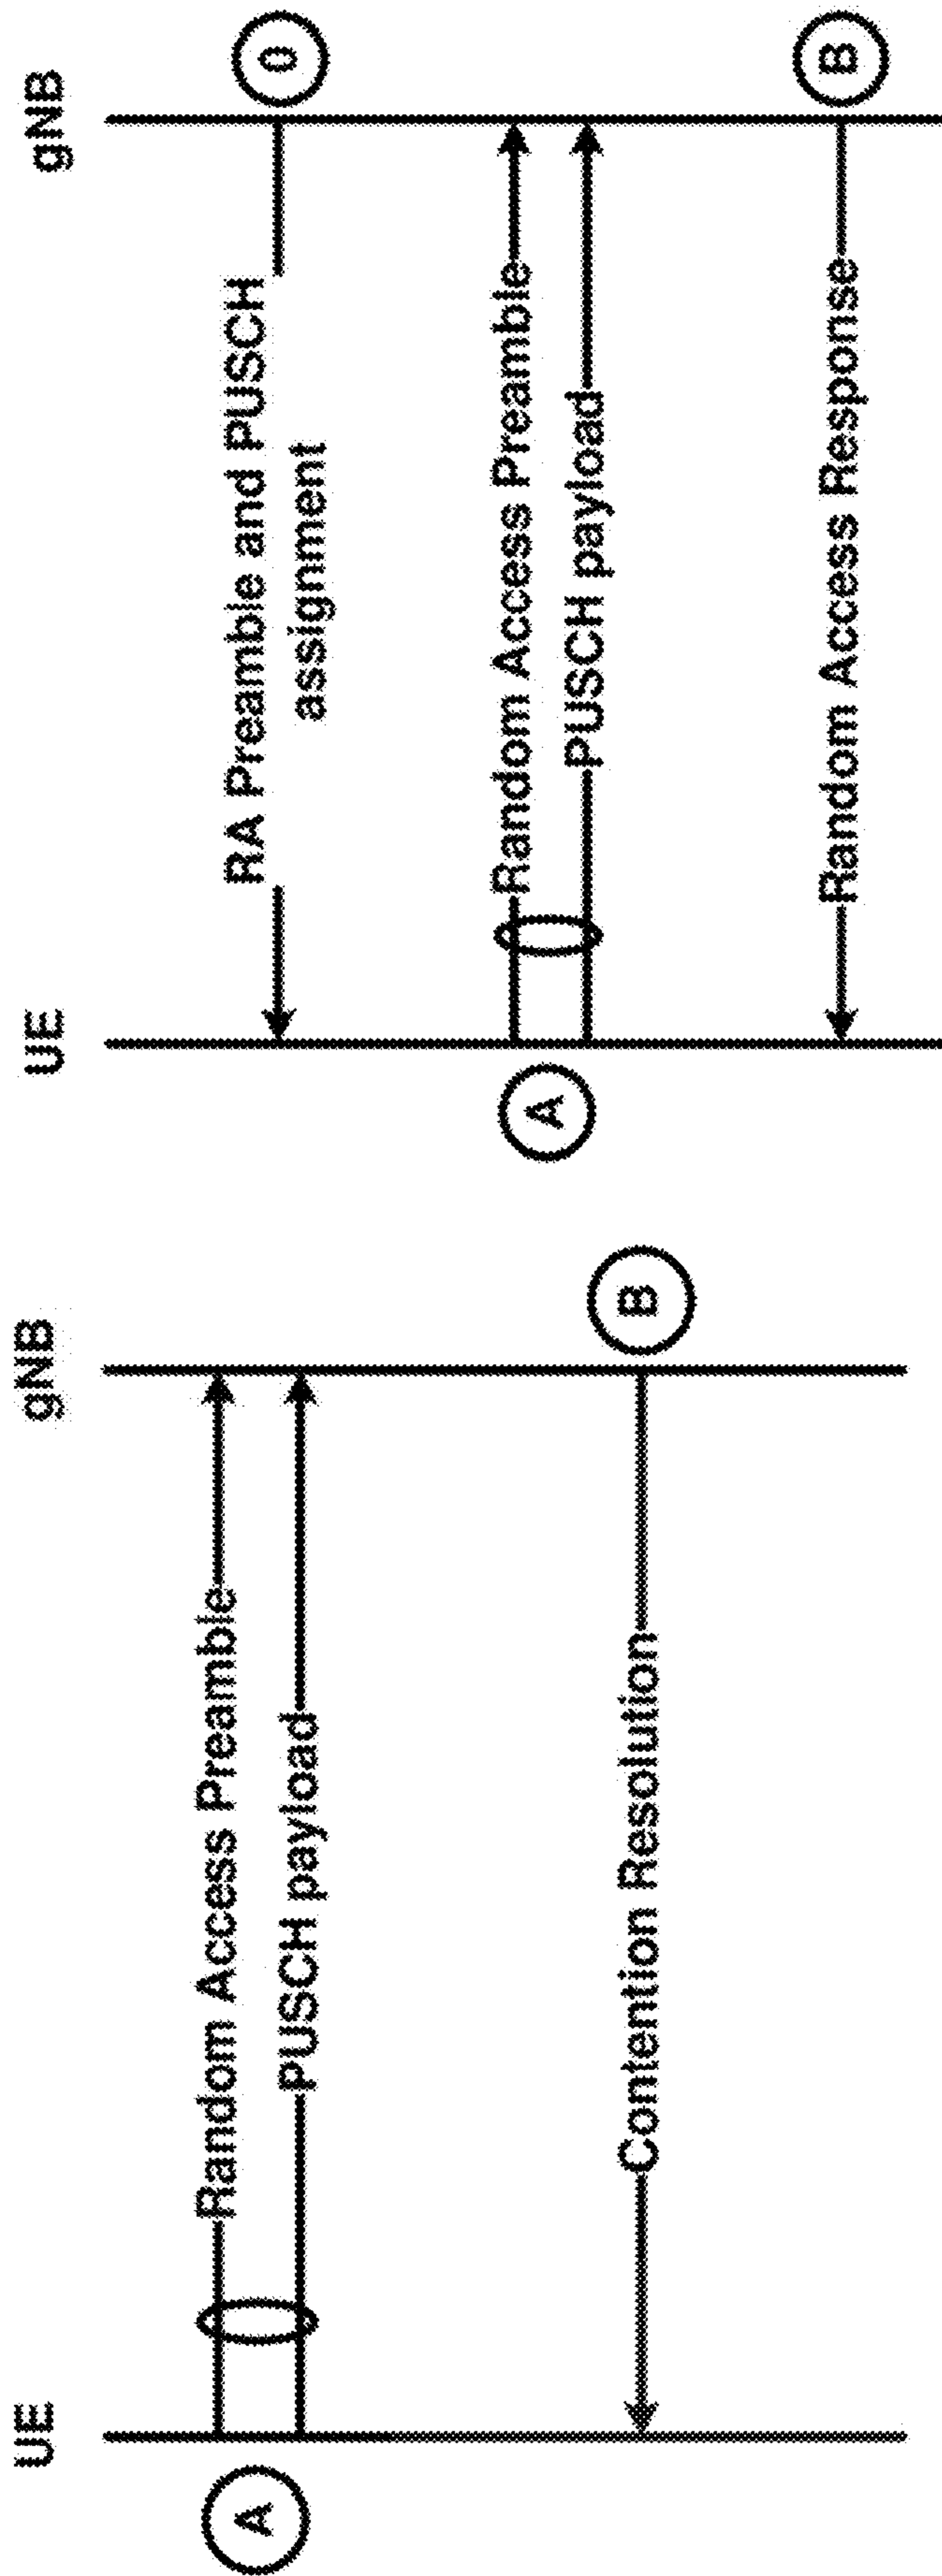 UE
gNB
A
Random Access Preamble
PUSCH payload
B
Contention Resolution
UE
gNB
0
RA Preamble and PUSCH
assignment
A
Random Access Preamble
PUSCH payload
B
Random Access Response